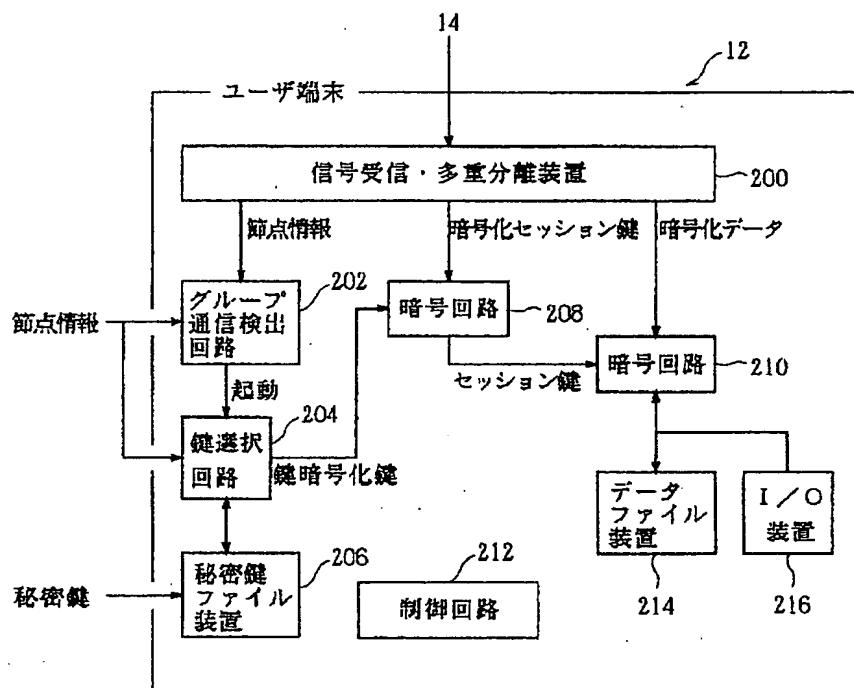 14
12
ユーザ端末
信号受信・多重分離装置
200
節点情報
暗号化セッション鍵
暗号化データ
202
グループ
通信検出
回路
節点情報
暗号回路
208
暗号回路
210
セッション鍵
起動
204
鍵選択
回路
鍵暗号化鍵
データ
ファイル
装置
I/O
装置
206
秘密鍵
ファイル
装置
秘密鍵
212
制御回路
214
216